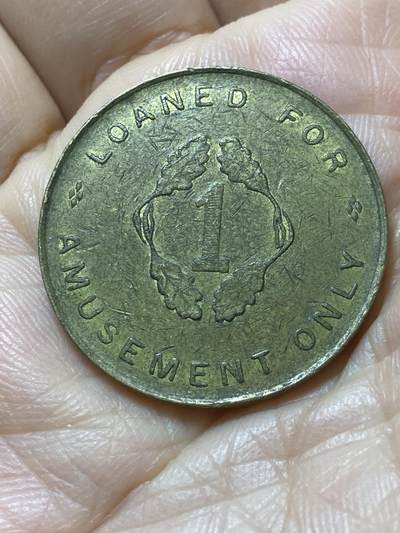 LOANED FOR
1
AMUSEMENT ONLY